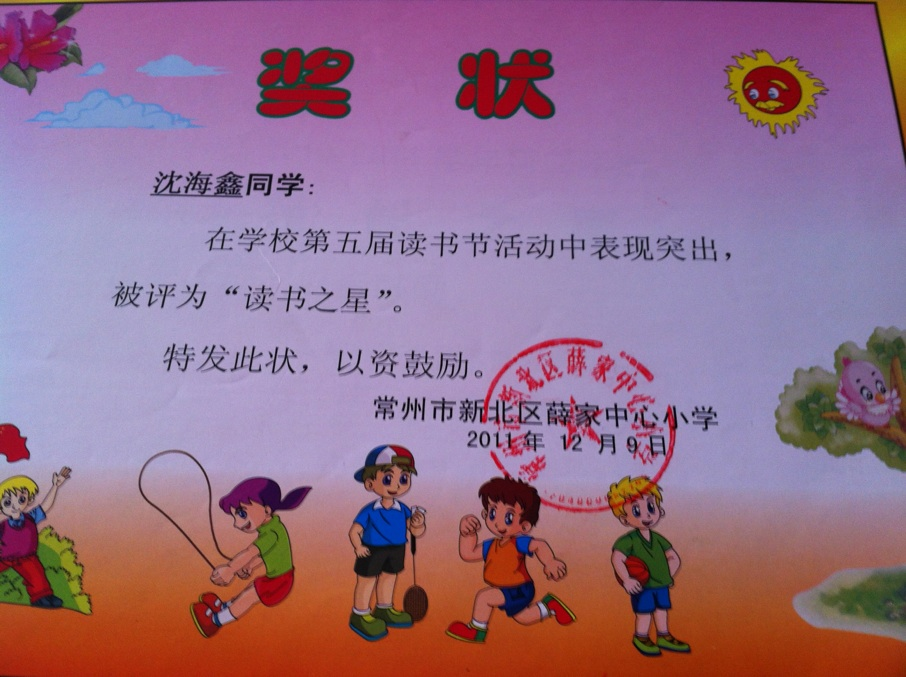 奖 状
沈海鑫同学：
在学校第五届读书节活动中表现突出，
被评为“读书之星”。
特发此状，以资鼓励。
常州市新北区薛家中心小学
2011年 12 月 9 日